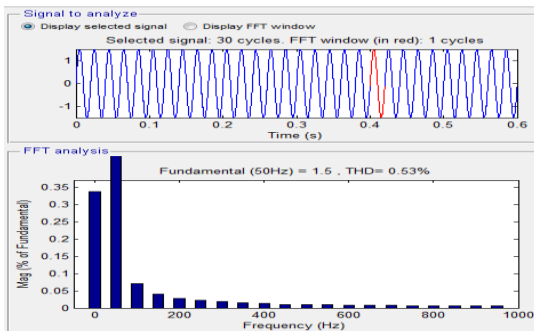 Signal to analyze
Display selected signal Display FFT window
Selected signal: 30 cycles. FFT window (in red): 1 cycles
1
0
-1
0 0.1 0.2 0.3 0.4 0.5 0.6
Time (s)
FFT analysis
Fundamental (50Hz) = 1.5 , THD= 0.53%
0.35
0.3
0.25
0.2
0.15
0.1
0.05
0
Mag (% of Fundamental)
0 200 400 600 800 1000
Frequency (Hz)